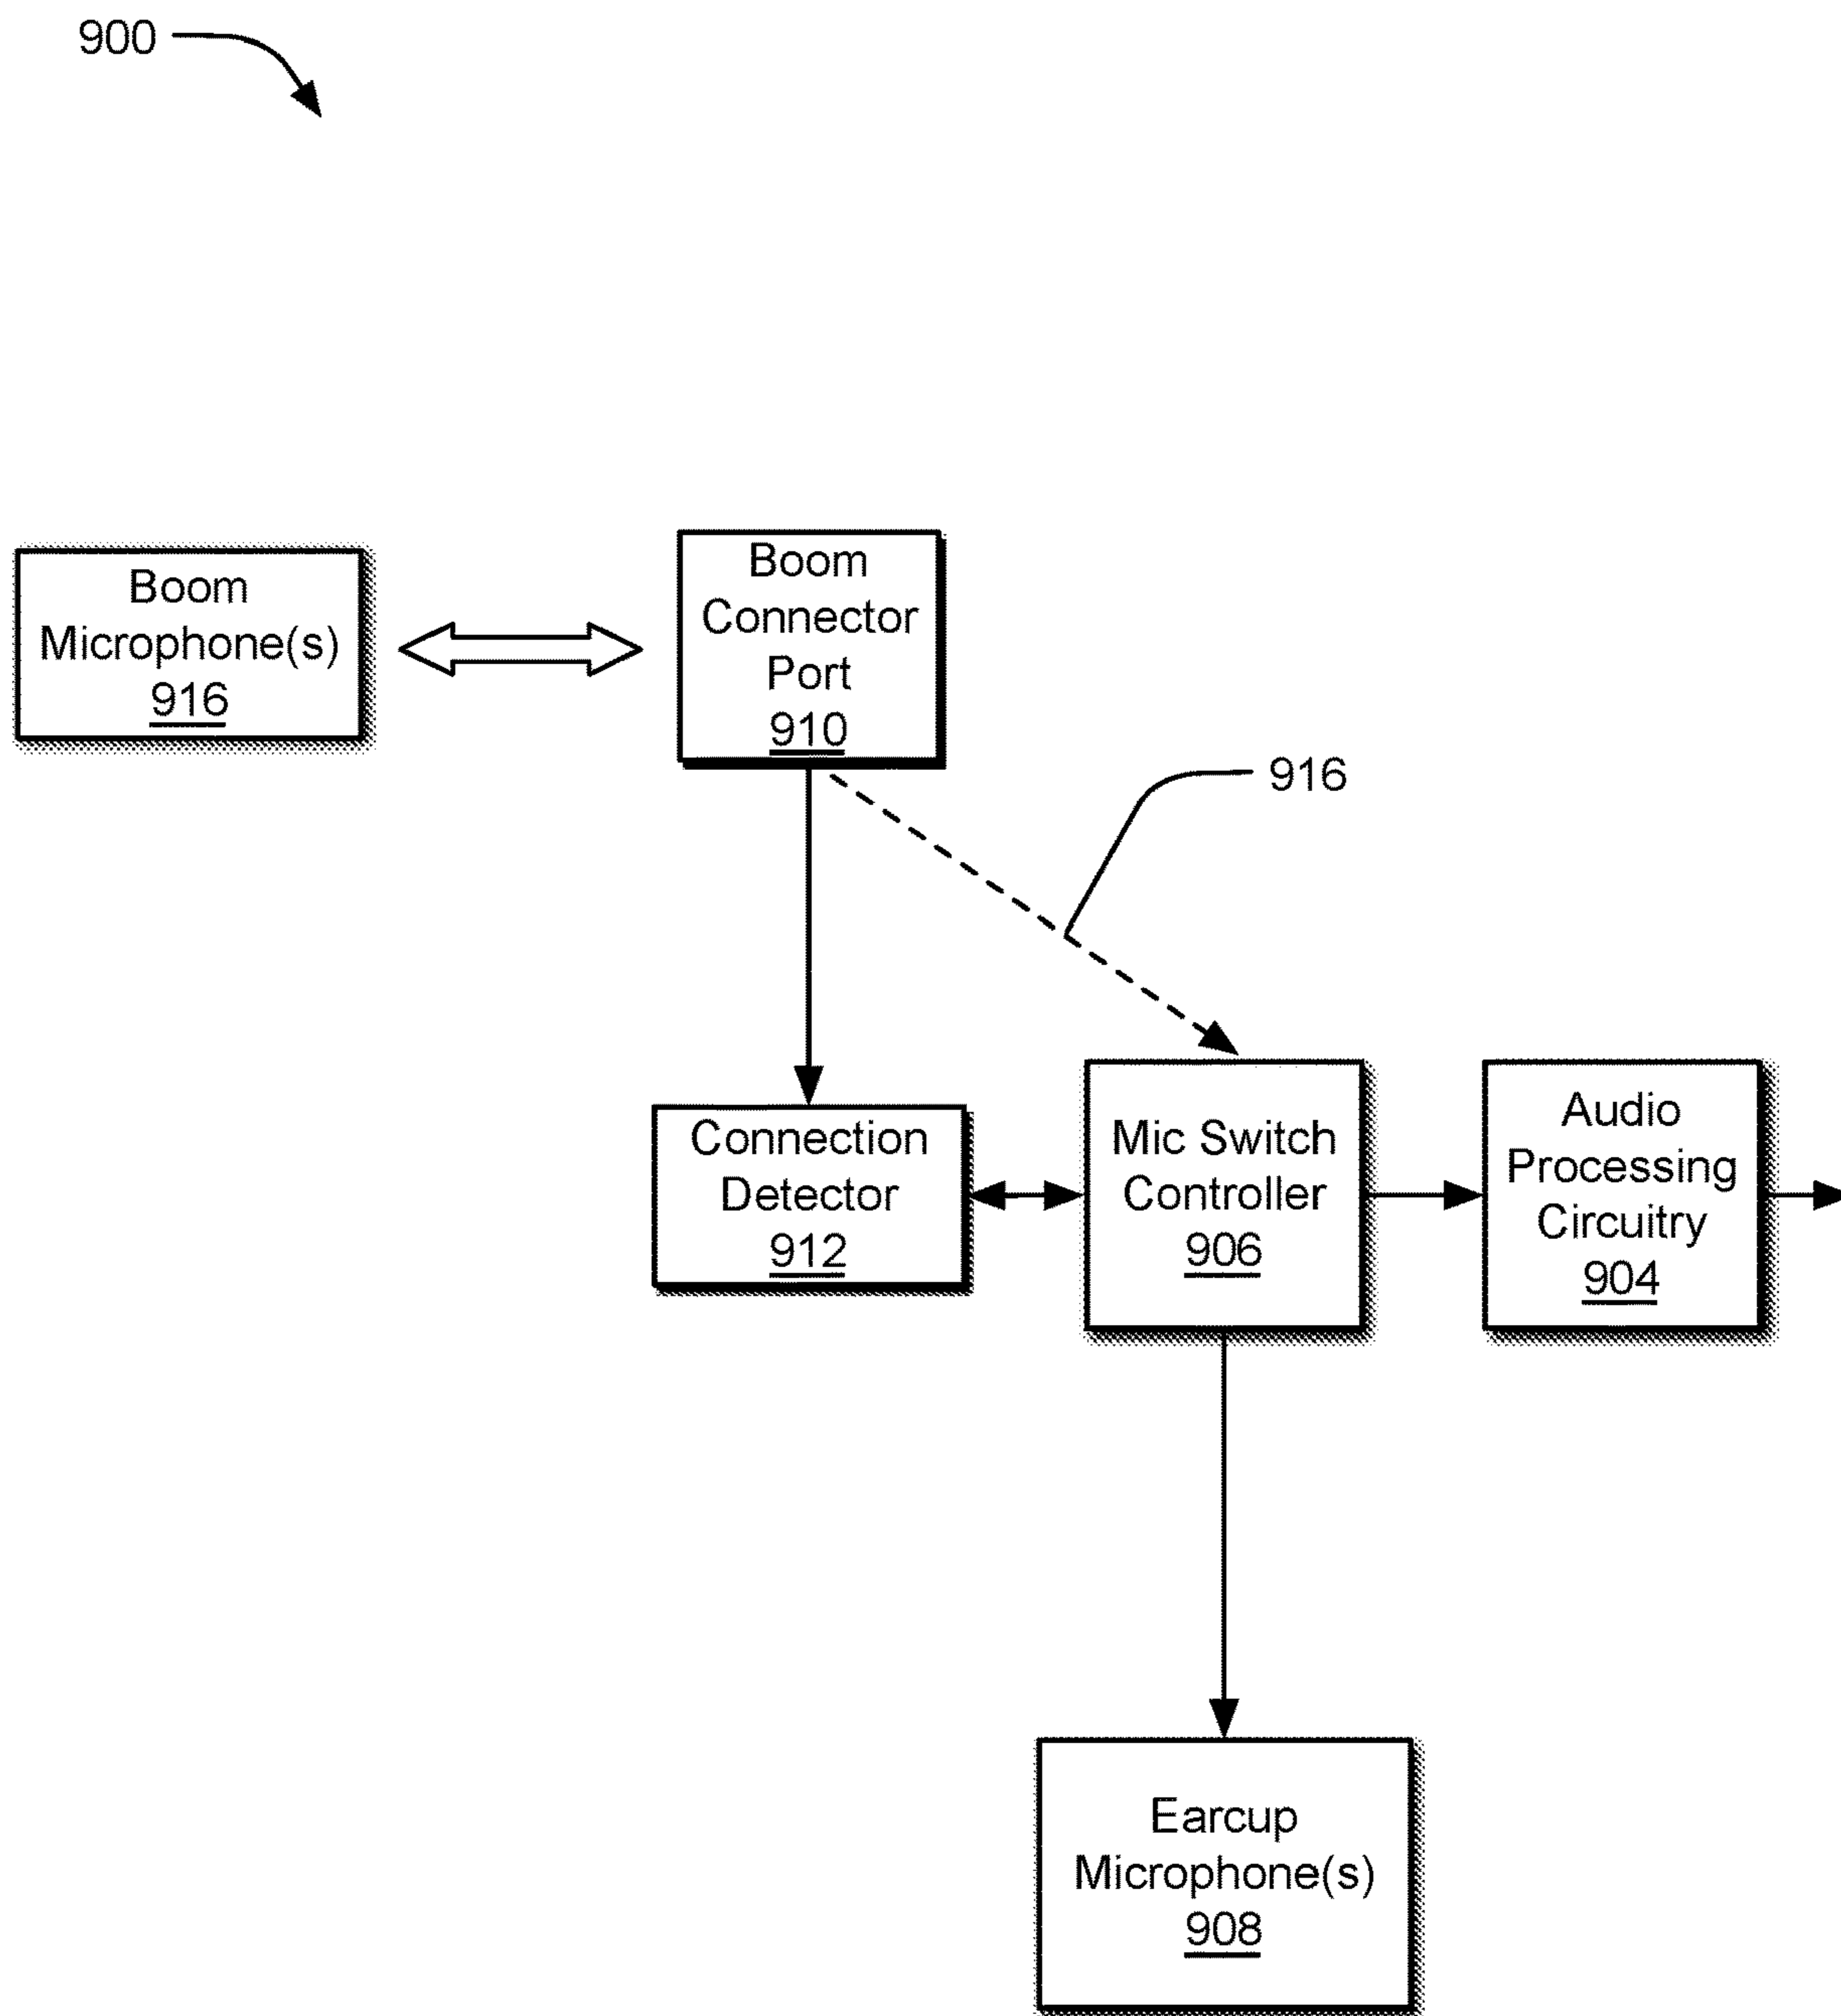 900
Boom
Microphone(s)
916
Boom
Connector
Port
910
916
Connection
Detector
912
Mic Switch
Controller
906
Audio
Processing
Circuitry
904
Earcup
Microphone(s)
908